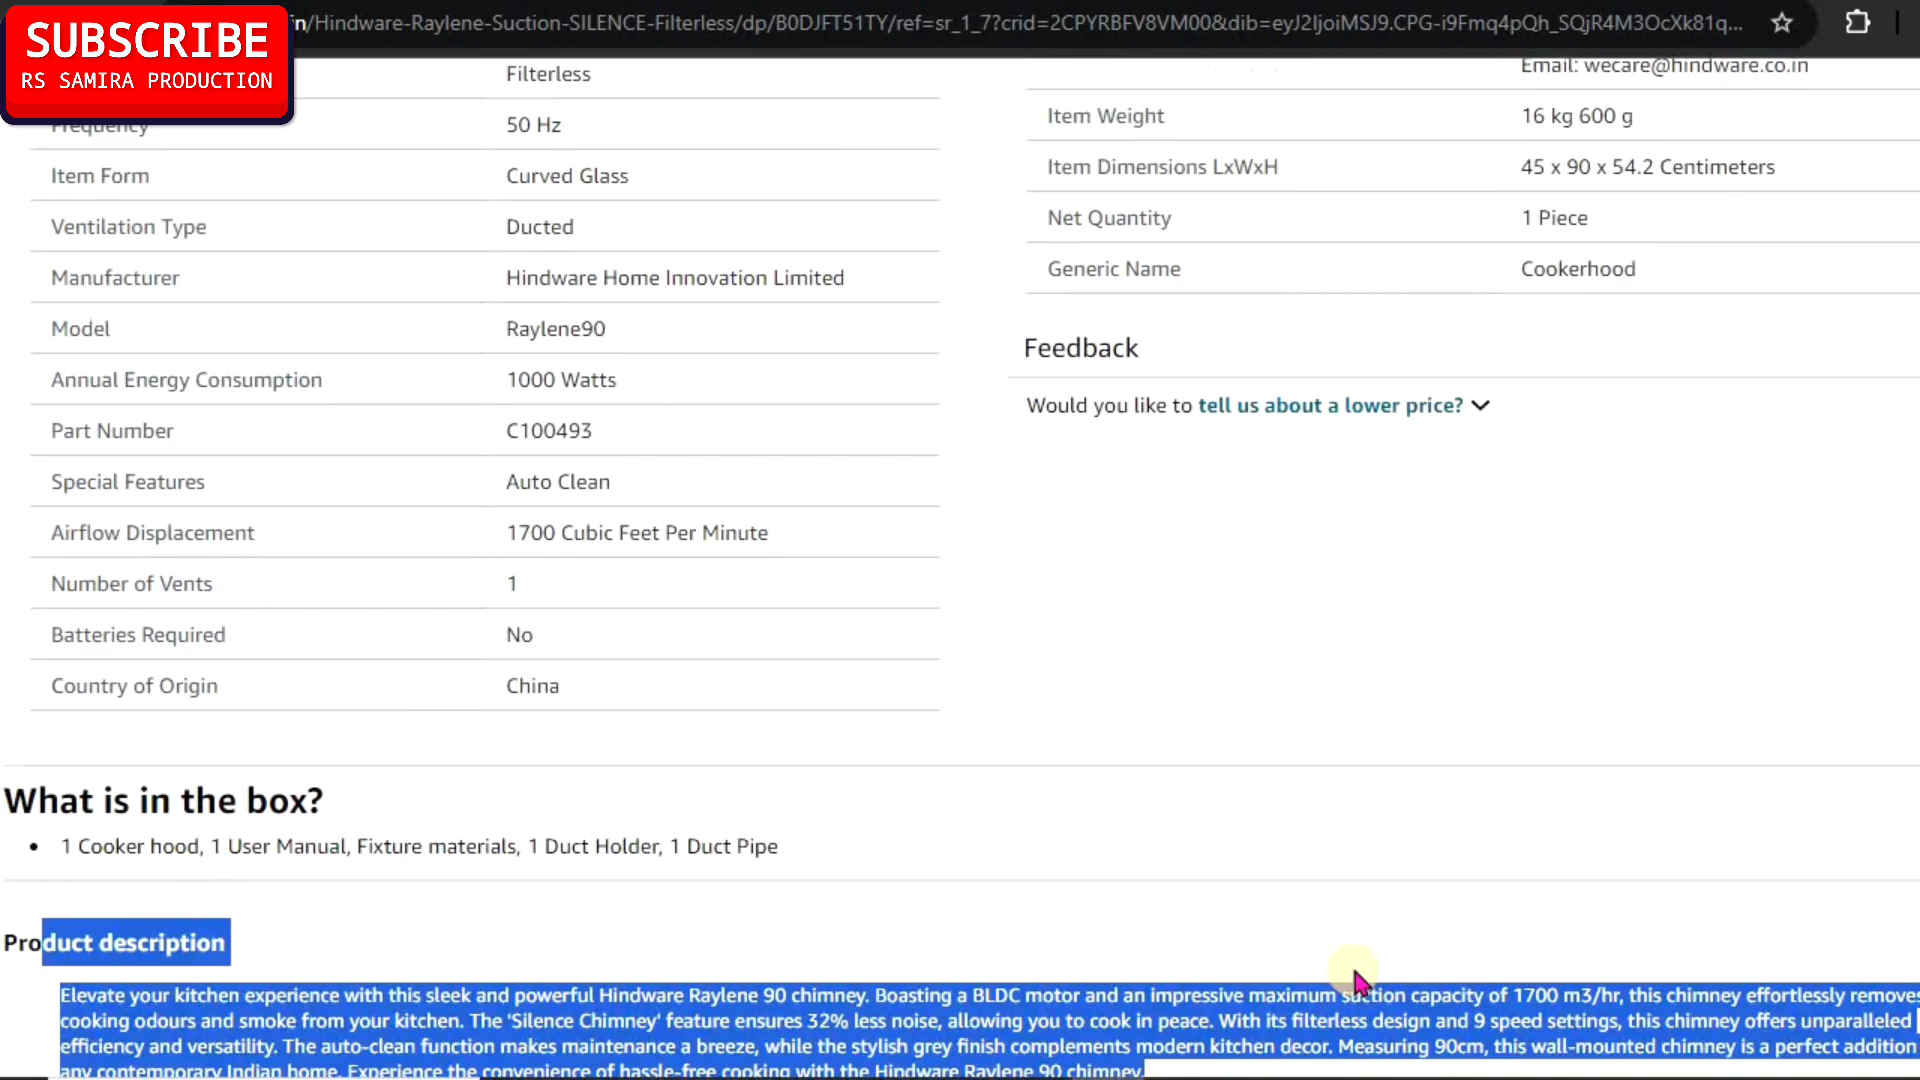 SUBSCRIBE
RS SAMIRA PRODUCTION
in/Hindware-Raylene-Suction-SILENCE-Filterless/dp/B0DJFT51TY/ref=sr_1_7?crid=2CPYRBFV8VM00&dib=eyJ2IjoiMSJ9.CPG-i9Fmq4pQh_SQjR4M3OcXk81q...
Filterless
Frequency 50 Hz
Item Form Curved Glass
Ventilation Type Ducted
Manufacturer Hindware Home Innovation Limited
Model Raylene90
Annual Energy Consumption 1000 Watts
Part Number C100493
Special Features Auto Clean
Airflow Displacement 1700 Cubic Feet Per Minute
Number of Vents 1
Batteries Required No
Country of Origin China
Email: wecare@hindware.co.in
Item Weight 16 kg 600 g
Item Dimensions LxWxH 45 x 90 x 54.2 Centimeters
Net Quantity 1 Piece
Generic Name Cookerhood
Feedback
Would you like to tell us about a lower price?
What is in the box?
• 1 Cooker hood, 1 User Manual, Fixture materials, 1 Duct Holder, 1 Duct Pipe
Product description
Elevate your kitchen experience with this sleek and powerful Hindware Raylene 90 chimney. Boasting a BLDC motor and an impressive maximum suction capacity of 1700 m3/hr, this chimney effortlessly removes
cooking odours and smoke from your kitchen. The 'Silence Chimney' feature ensures 32% less noise, allowing you to cook in peace. With its filterless design and 9 speed settings, this chimney offers unparalleled
efficiency and versatility. The auto-clean function makes maintenance a breeze, while the stylish grey finish complements modern kitchen decor. Measuring 90cm, this wall-mounted chimney is a perfect addition
any contemporary Indian home. Experience the convenience of hassle-free cooking with the Hindware Raylene 90 chimney.